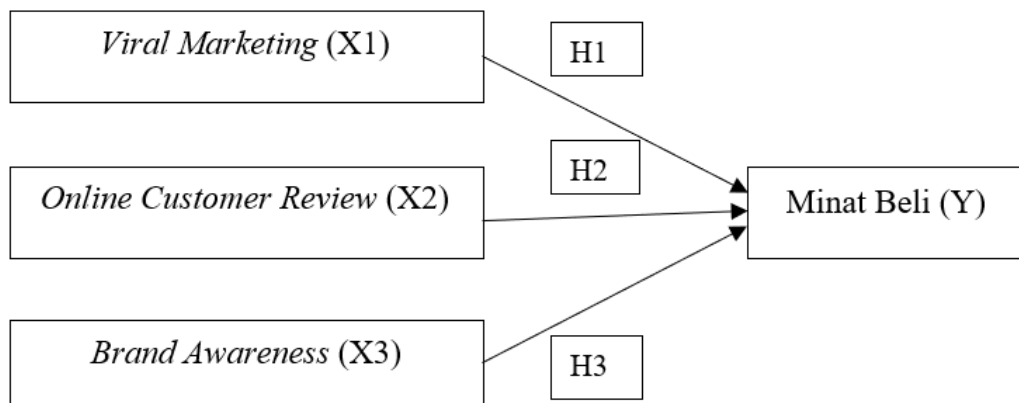 Viral Marketing (X1)
H1
H2
Online Customer Review (X2)
Minat Beli (Y)
Brand Awareness (X3)
H3